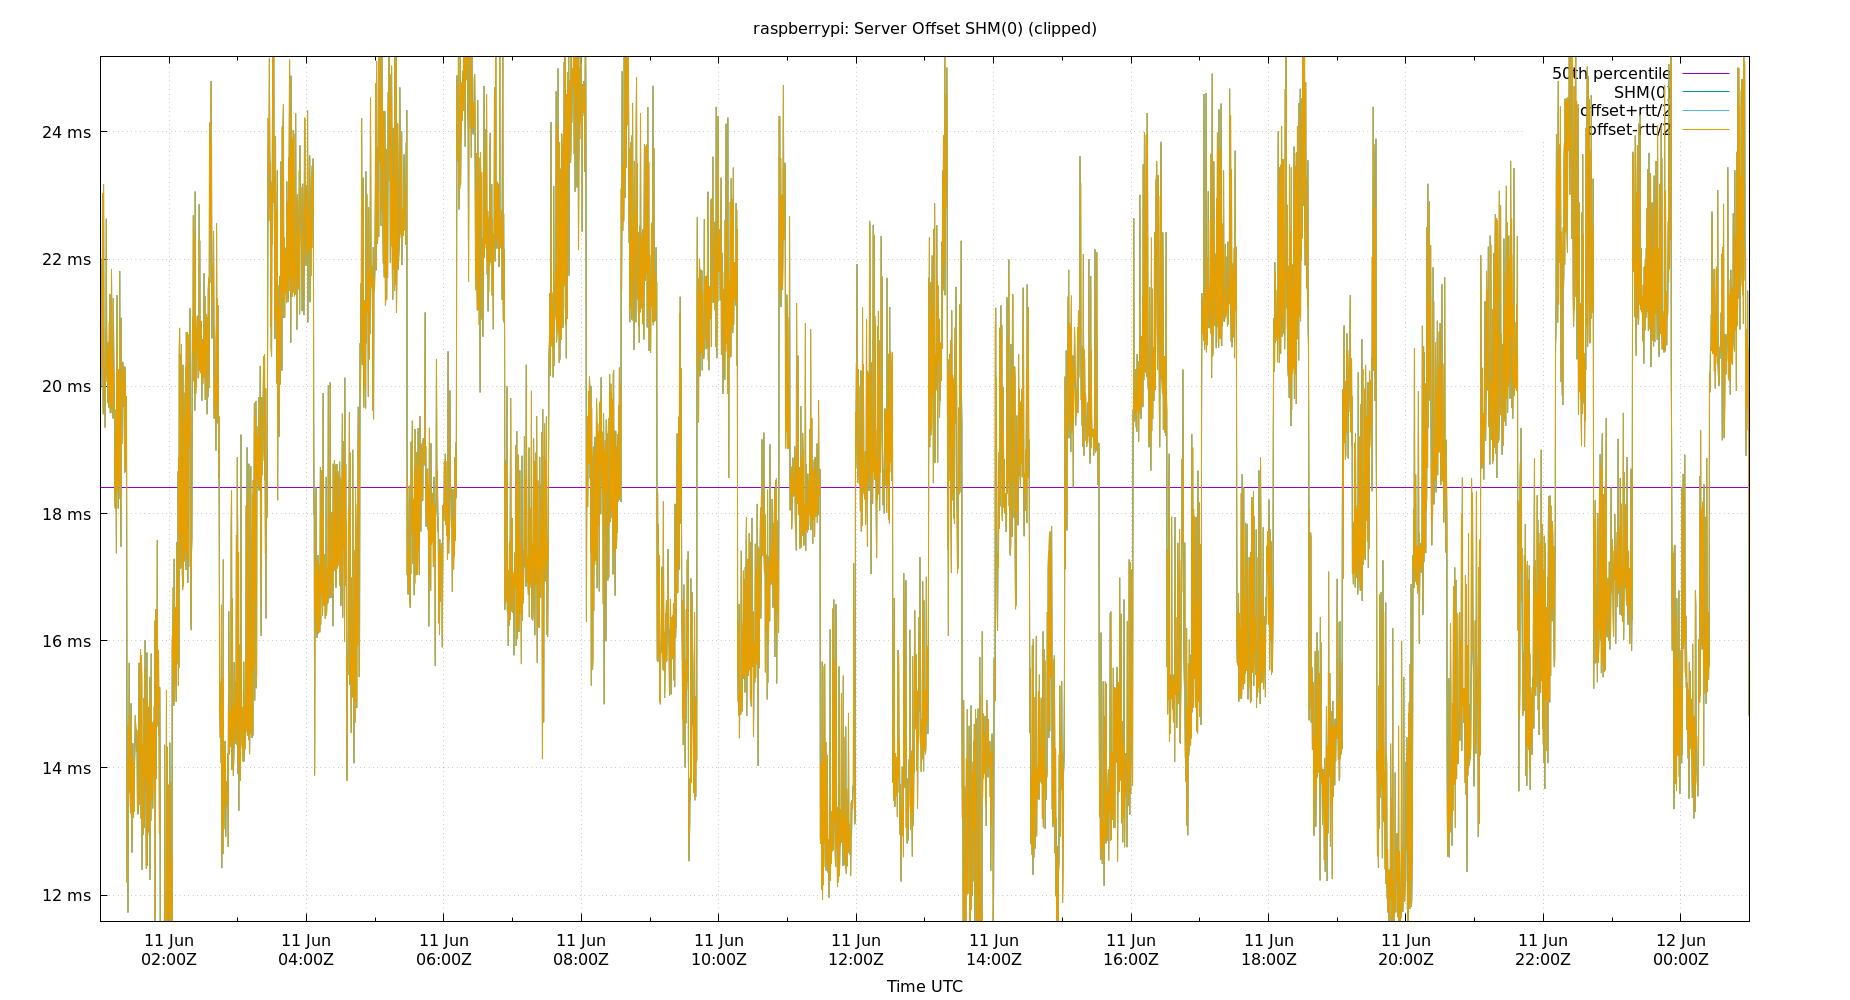 raspberrypi: Server Offset SHM(0) (clipped)
50th percentile
SHM(0)
offset+rtt/2
offset-rtt/2
24 ms
22 ms
20 ms
18 ms
16 ms
14 ms
12 ms
11 Jun 11 Jun 11 Jun 11 Jun 11 Jun 11 Jun 11 Jun 11 Jun 11 Jun 11 Jun 11 Jun 12 Jun
02:00Z 04:00Z 06:00Z 08:00Z 10:00Z 12:00Z 14:00Z 16:00Z 18:00Z 20:00Z 22:00Z 00:00Z
Time UTC